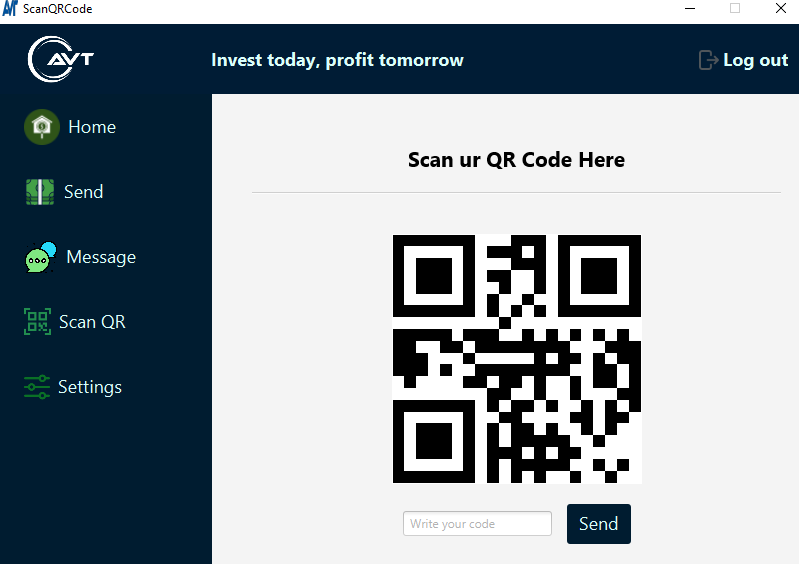 ScanQRCode
AVT
Invest today, profit tomorrow
Log out
Home
Send
Message
Scan QR
Settings
Scan ur QR Code Here
Write your code
Send